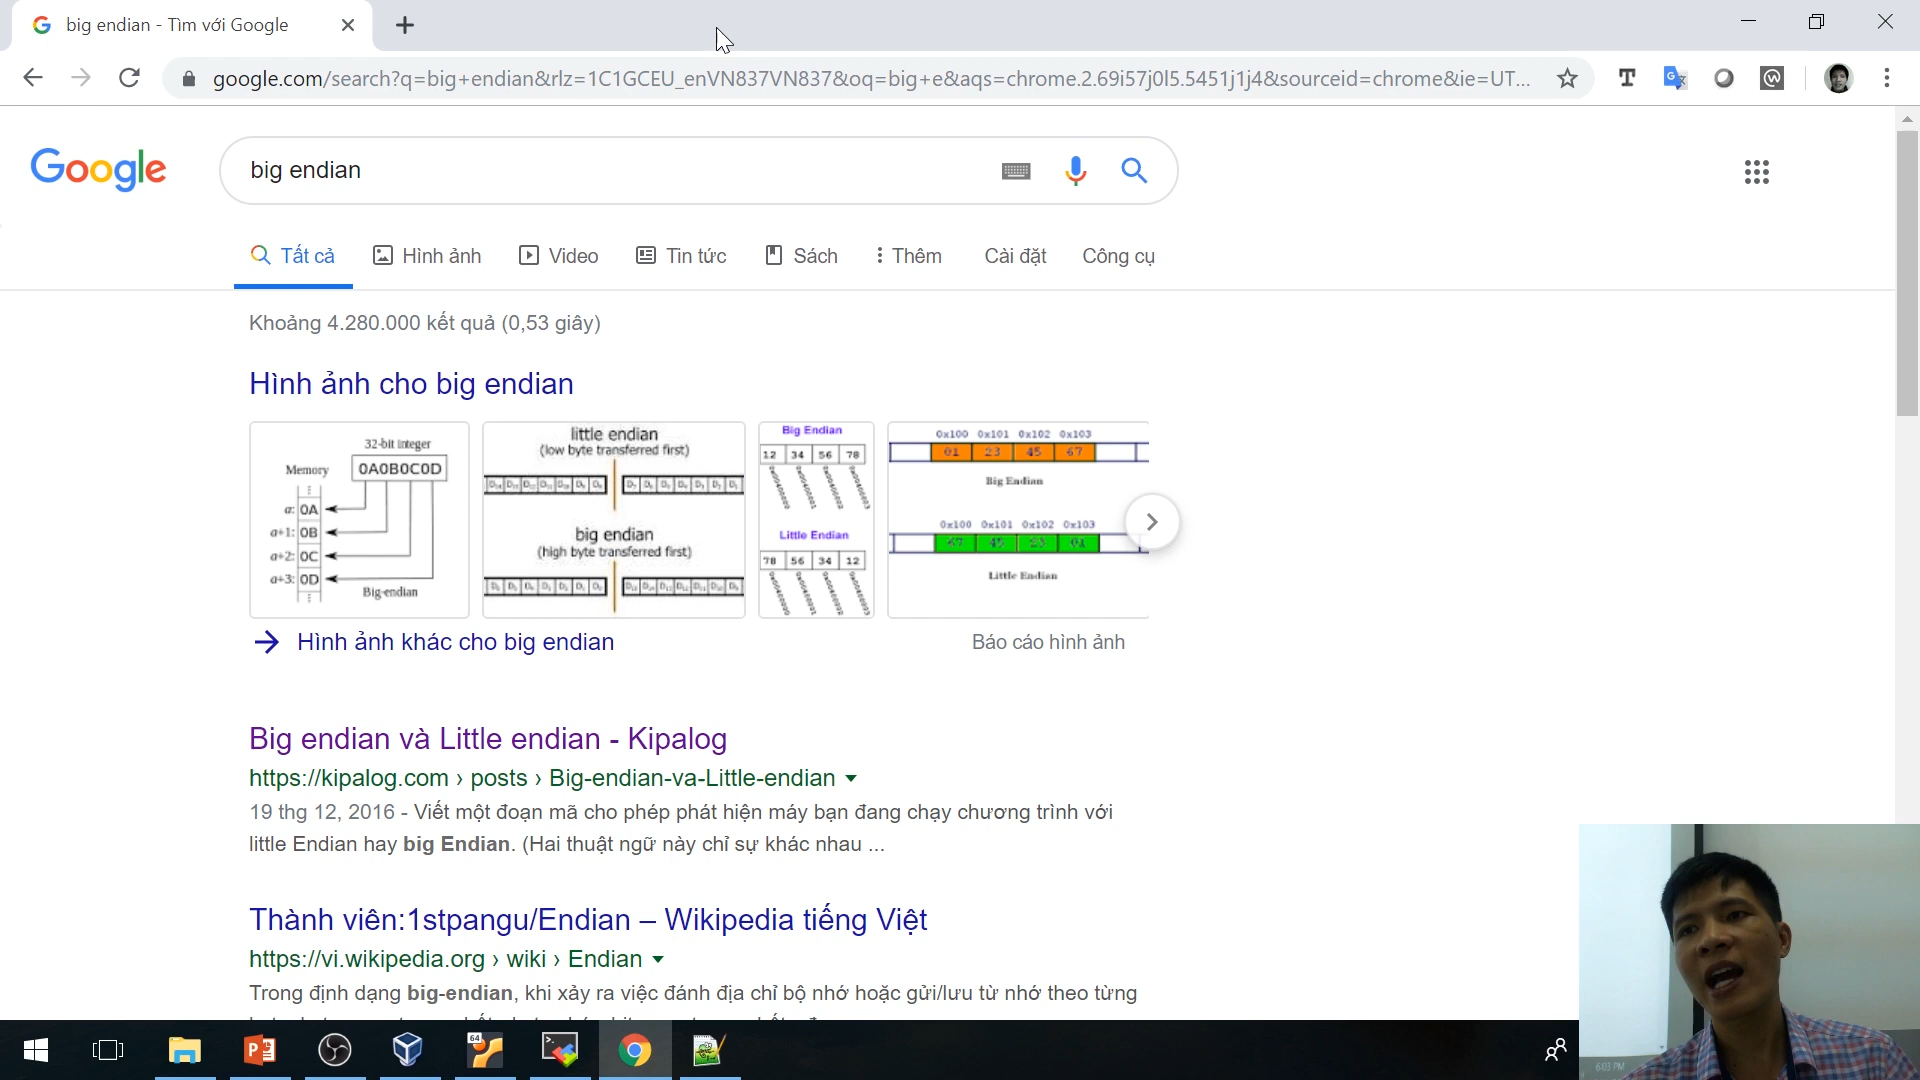 big endian - Tìm với Google
google.com/search?q=big+endian&rlz=1C1GCEU_enVN837VN837&oq=big+e&aqs=chrome.2.69i57j0l5.5451j1j4&sourceid=chrome&ie=UT...
Google
big endian
Tất cả Hình ảnh Video Tin tức Sách Thêm Cài đặt Công cụ
Khoảng 4.280.000 kết quả (0,53 giây)
Hình ảnh cho big endian
32-bit integer
Memory 0A0B0C0D
a: 0A
a+1: 0B
a+2: 0C
a+3: 0D
Big-endian
little endian
(low byte transferred first)
big endian
(high byte transferred first)
Big Endian
12 34 56 78
Little Endian
78 56 34 12
0x100 0x101 0x102 0x103
01 23 45 67
Big Endian
0x100 0x101 0x102 0x103
67 45 23 01
Little Endian
Hình ảnh khác cho big endian
Báo cáo hình ảnh
Big endian và Little endian - Kipalog
https://kipalog.com › posts › Big-endian-va-Little-endian
19 thg 12, 2016 - Viết một đoạn mã cho phép phát hiện máy bạn đang chạy chương trình với
little Endian hay big Endian. (Hai thuật ngữ này chỉ sự khác nhau ...
Thành viên:1stpangu/Endian – Wikipedia tiếng Việt
https://vi.wikipedia.org › wiki › Endian
Trong định dạng big-endian, khi xảy ra việc đánh địa chỉ bộ nhớ hoặc gửi/lưu từ nhớ theo từng
64
6:03 PM